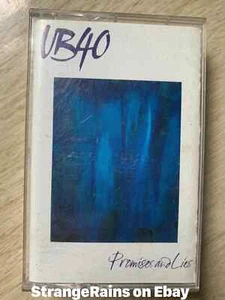 UB40
Promises and Lies
StrangeRains on Ebay